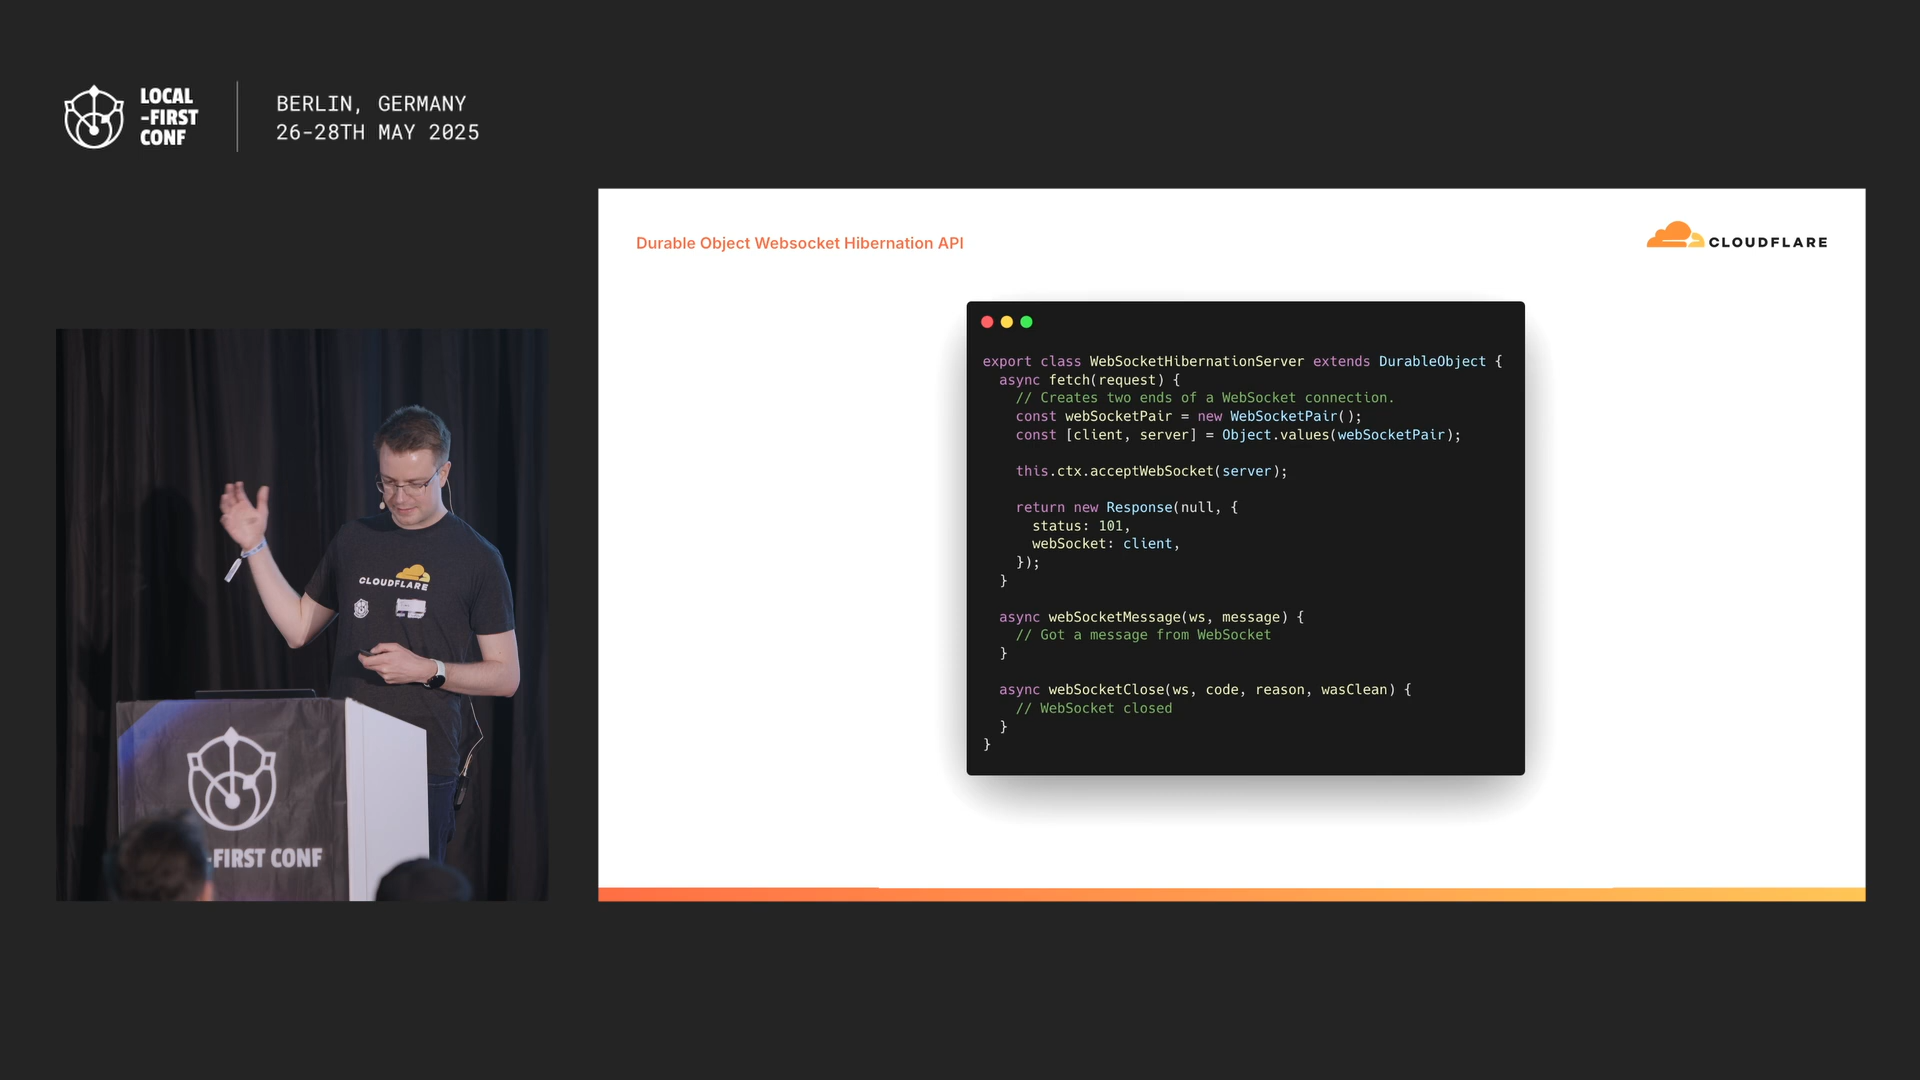 LOCAL
-FIRST
CONF
BERLIN, GERMANY
26-28TH MAY 2025
Durable Object Websocket Hibernation API
CLOUDFLARE
export class WebSocketHibernationServer extends DurableObject {
  async fetch(request) {
    // Creates two ends of a WebSocket connection.
    const webSocketPair = new WebSocketPair();
    const [client, server] = Object.values(webSocketPair);

    this.ctx.acceptWebSocket(server);

    return new Response(null, {
      status: 101,
      webSocket: client,
    });
  }

  async webSocketMessage(ws, message) {
    // Got a message from WebSocket
  }

  async webSocketClose(ws, code, reason, wasClean) {
    // WebSocket closed
  }
}
CLOUDFLARE
-FIRST CONF